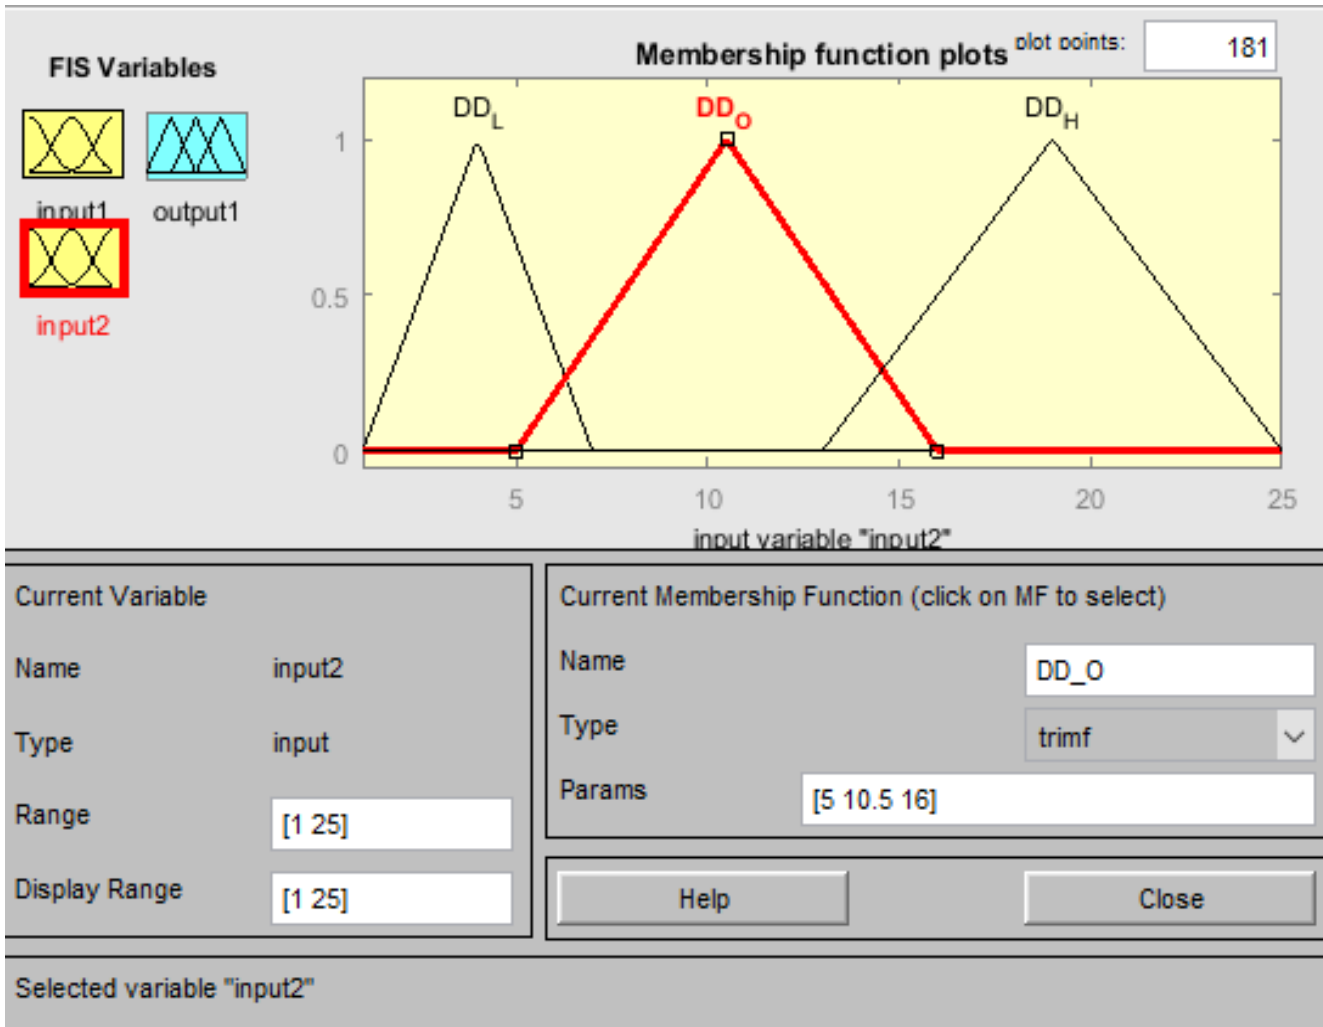 FIS Variables
Membership function plots
plot points:
181
DD_L
DD_O
DD_H
1
0.5
0
input1
output1
input2
5
10
15
20
25
input variable "input2"
Current Variable
Name
input2
Type
input
Range
[1 25]
Display Range
[1 25]
Current Membership Function (click on MF to select)
Name
DD_O
Type
trimf
Params
[5 10.5 16]
Help
Close
Selected variable "input2"